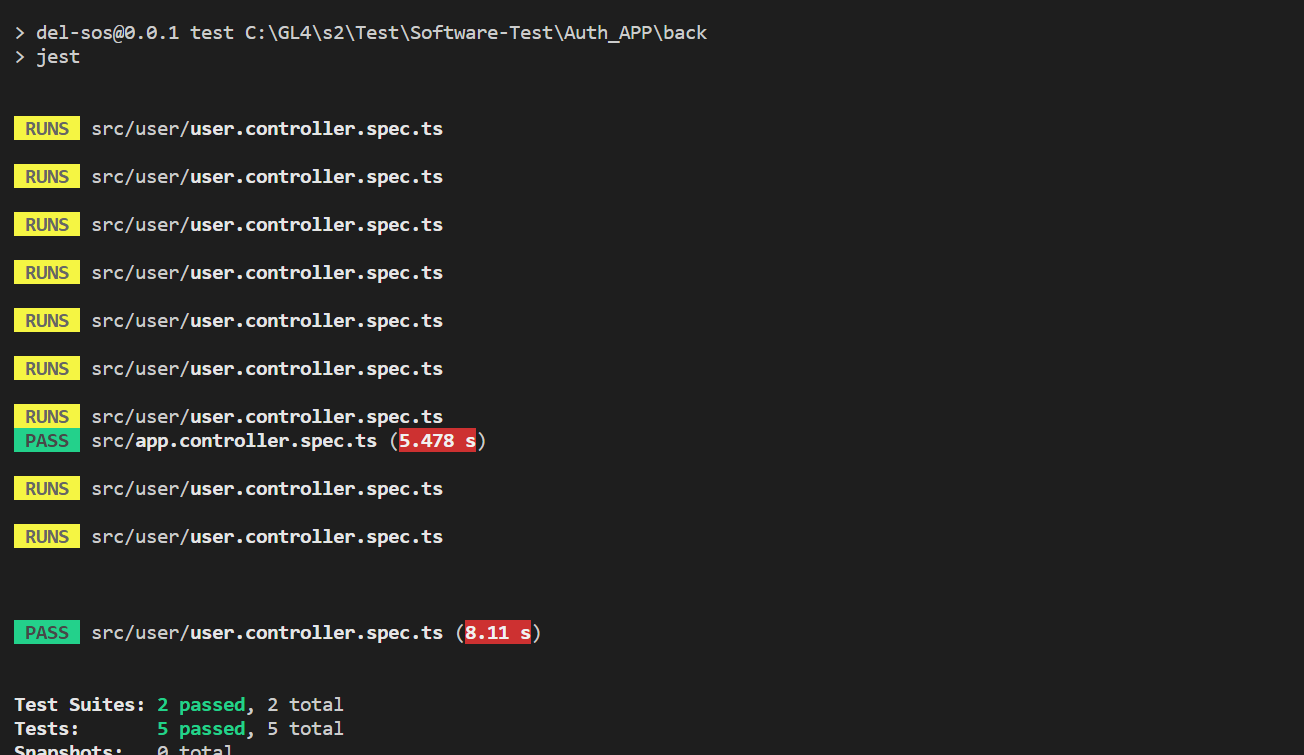 > del-sos@0.0.1 test C:\GL4\s2\Test\Software-Test\Auth_APP\back
> jest
RUNS src/user/user.controller.spec.ts
RUNS src/user/user.controller.spec.ts
RUNS src/user/user.controller.spec.ts
RUNS src/user/user.controller.spec.ts
RUNS src/user/user.controller.spec.ts
RUNS src/user/user.controller.spec.ts
RUNS src/user/user.controller.spec.ts
PASS src/app.controller.spec.ts (5.478 s)
RUNS src/user/user.controller.spec.ts
RUNS src/user/user.controller.spec.ts
PASS src/user/user.controller.spec.ts (8.11 s)
Test Suites: 2 passed, 2 total
Tests: 5 passed, 5 total
Snapshots: 0 total